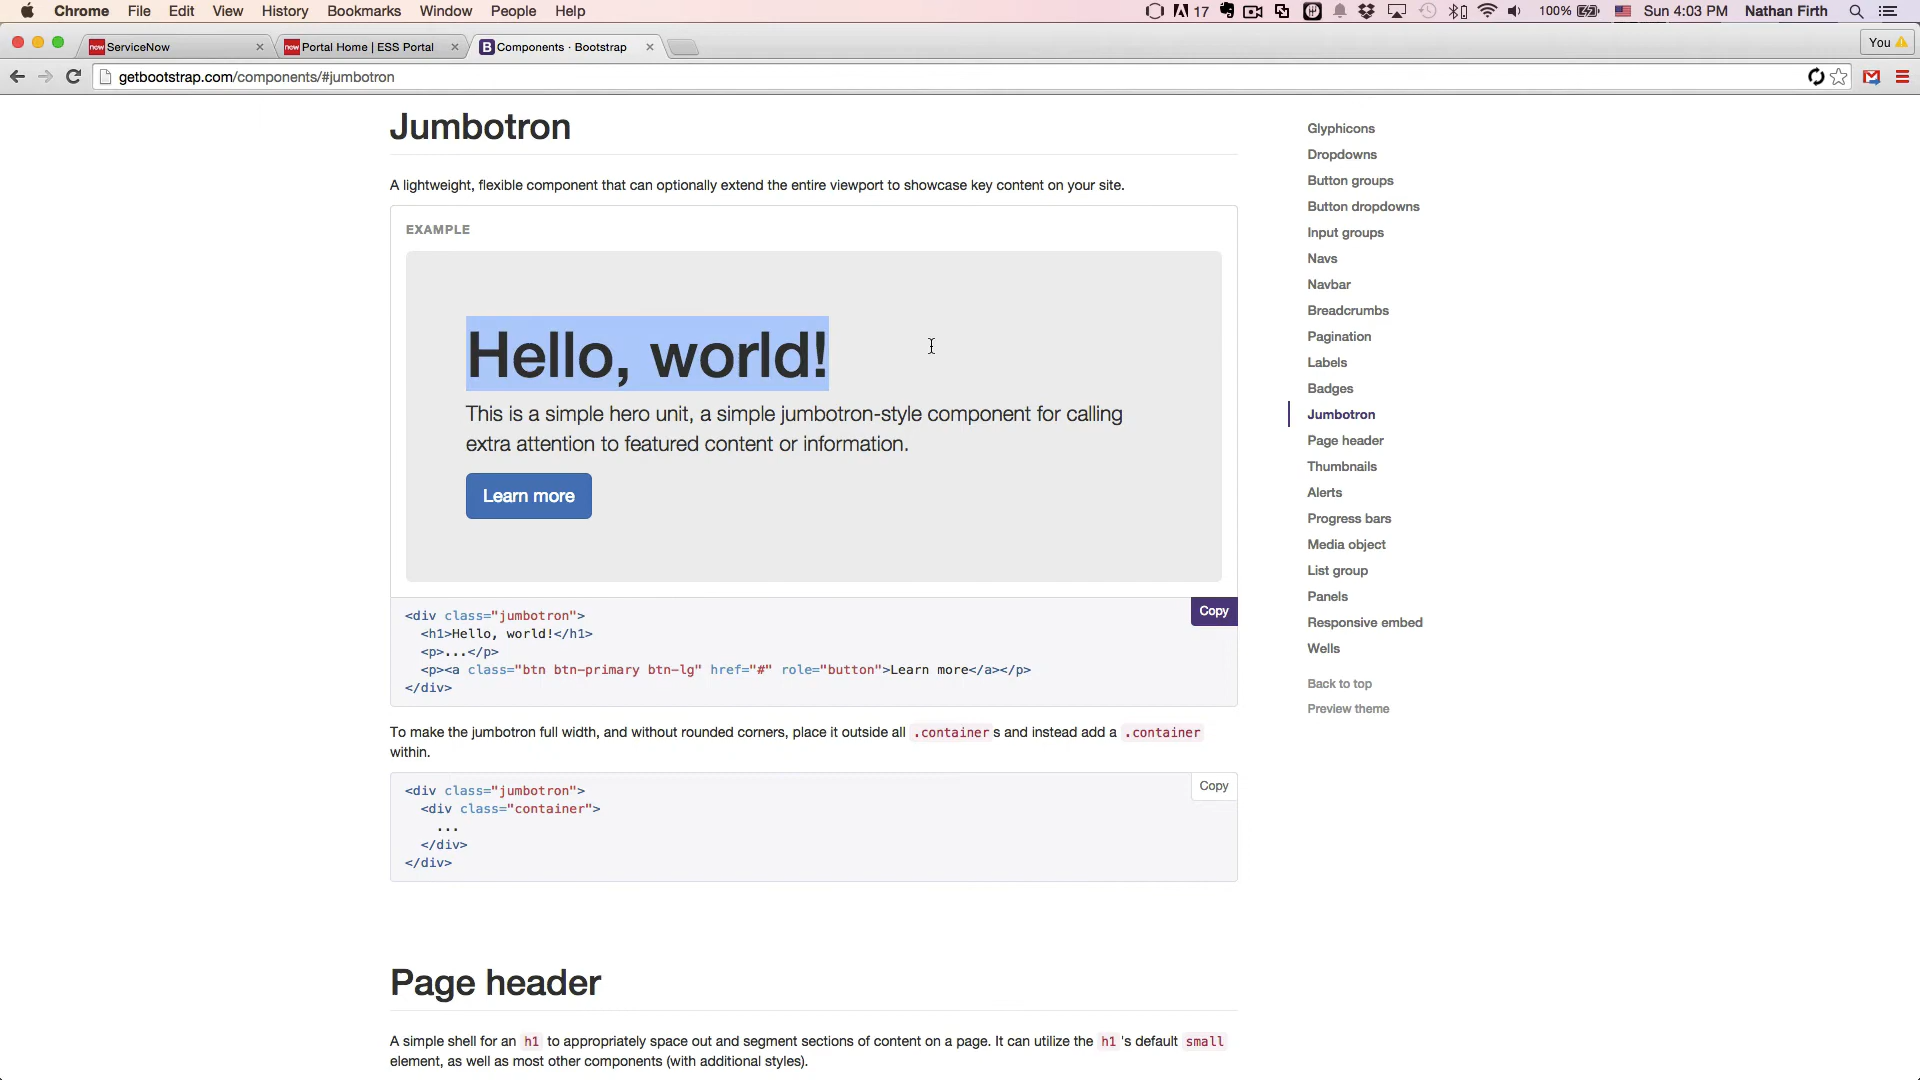 Chrome File Edit View History Bookmarks Window People Help
17 100% Sun 4:03 PM Nathan Firth
ServiceNow
Portal Home | ESS Portal
Components · Bootstrap
You
getbootstrap.com/components/#jumbotron
Jumbotron
A lightweight, flexible component that can optionally extend the entire viewport to showcase key content on your site.
EXAMPLE
Hello, world!
This is a simple hero unit, a simple jumbotron-style component for calling
extra attention to featured content or information.
Learn more
Copy
<div class="jumbotron">
<h1>Hello, world!</h1>
<p>...</p>
<p><a class="btn btn-primary btn-lg" href="#" role="button">Learn more</a></p>
</div>
To make the jumbotron full width, and without rounded corners, place it outside all .container s and instead add a .container
within.
Copy
<div class="jumbotron">
<div class="container">
...
</div>
</div>
Page header
A simple shell for an h1 to appropriately space out and segment sections of content on a page. It can utilize the h1 's default small
element, as well as most other components (with additional styles).
Glyphicons
Dropdowns
Button groups
Button dropdowns
Input groups
Navs
Navbar
Breadcrumbs
Pagination
Labels
Badges
Jumbotron
Page header
Thumbnails
Alerts
Progress bars
Media object
List group
Panels
Responsive embed
Wells
Back to top
Preview theme